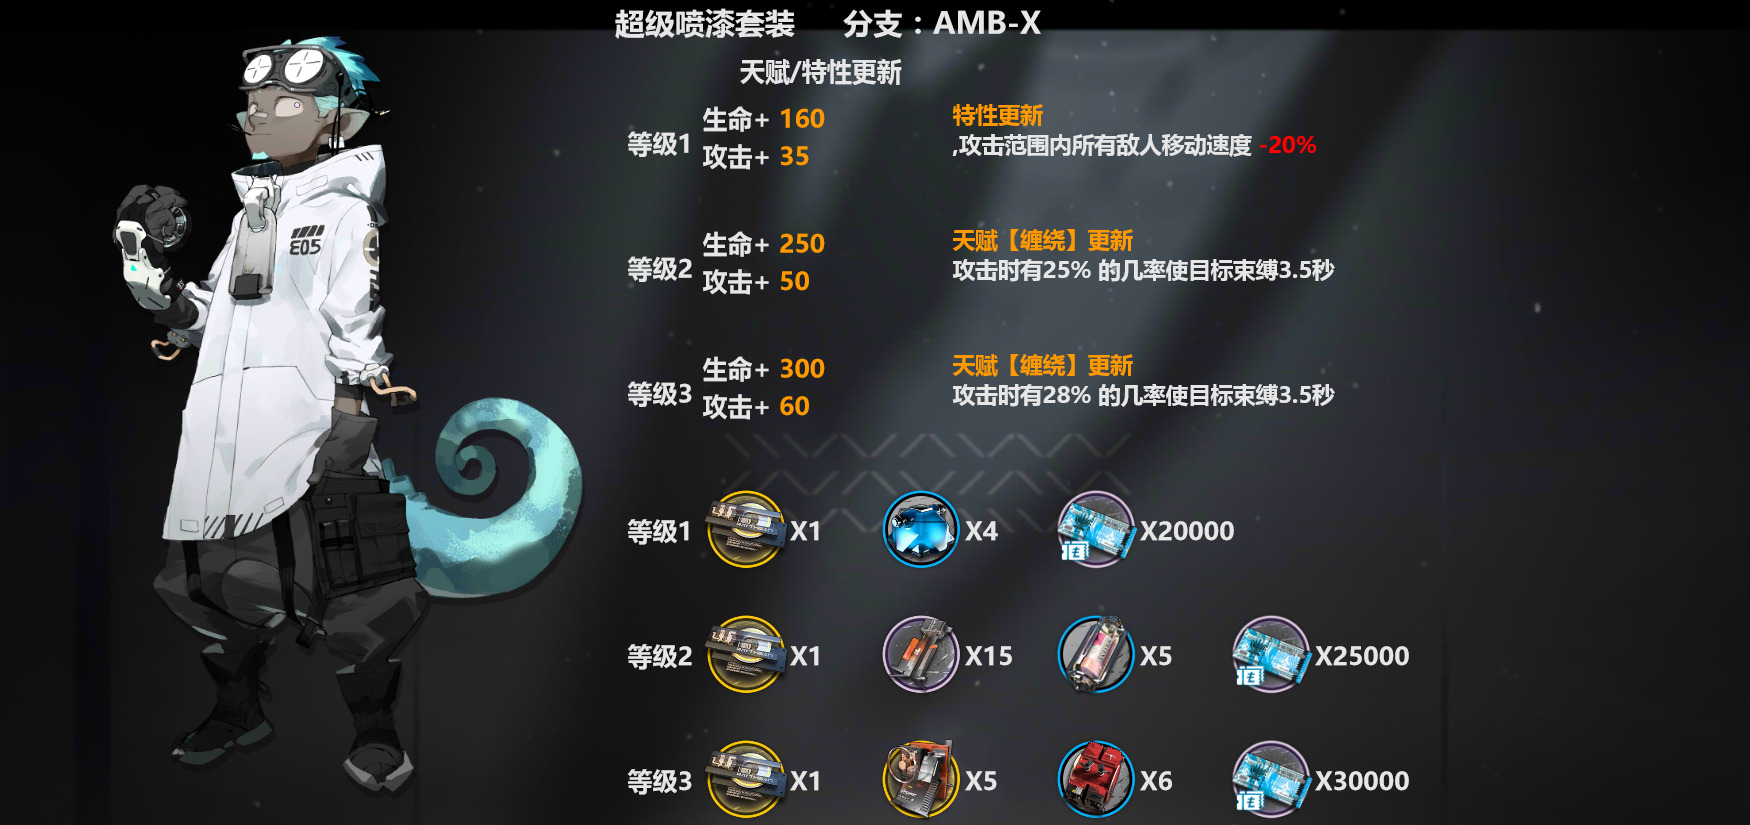 超级喷漆套装 分支：AMB-X
天赋/特性更新
等级1
生命+ 160
攻击+ 35
特性更新
,攻击范围内所有敌人移动速度 -20%
等级2
生命+ 250
攻击+ 50
天赋【缠绕】更新
攻击时有25% 的几率使目标束缚3.5秒
等级3
生命+ 300
攻击+ 60
天赋【缠绕】更新
攻击时有28% 的几率使目标束缚3.5秒
E05
等级1 X1 X4 X20000
等级2 X1 X15 X5 X25000
等级3 X1 X5 X6 X30000